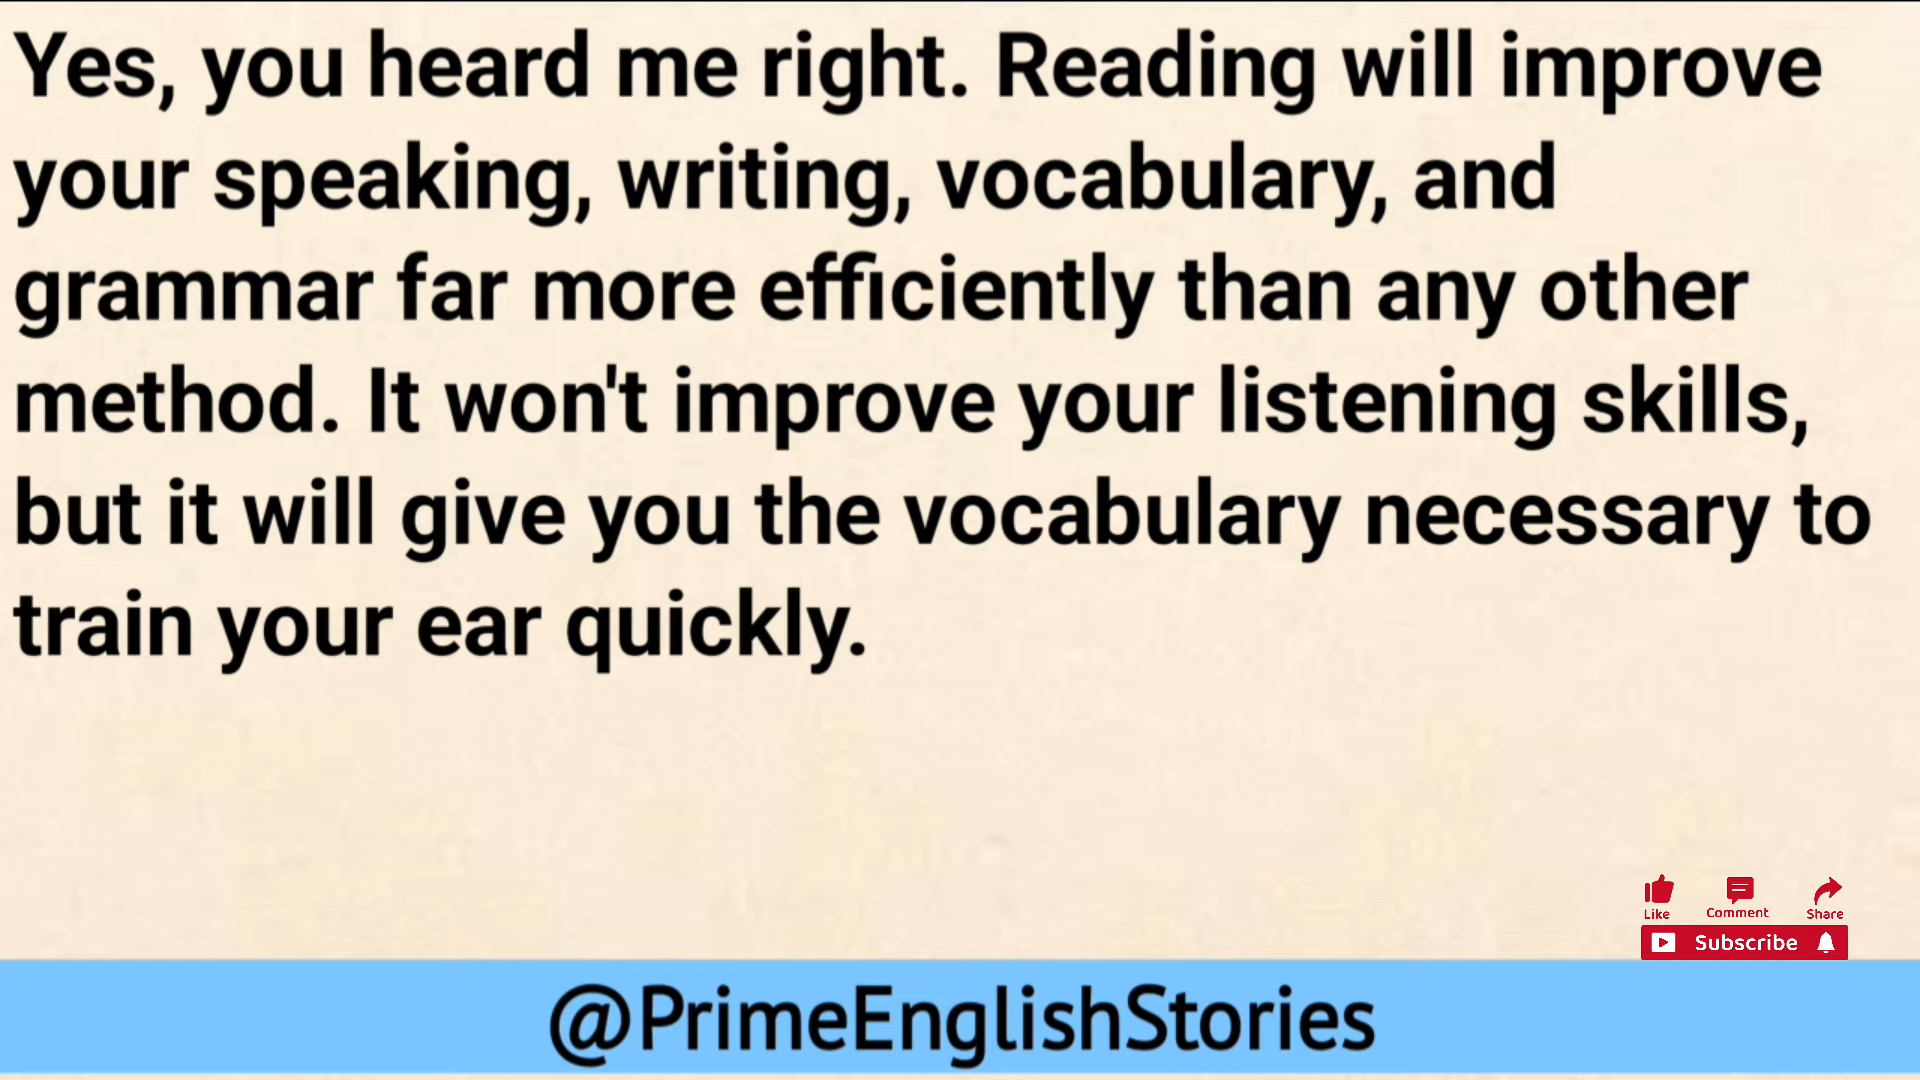 Yes, you heard me right. Reading will improve
your speaking, writing, vocabulary, and
grammar far more efficiently than any other
method. It won't improve your listening skills,
but it will give you the vocabulary necessary to
train your ear quickly.
Like Comment Share
Subscribe
@PrimeEnglishStories